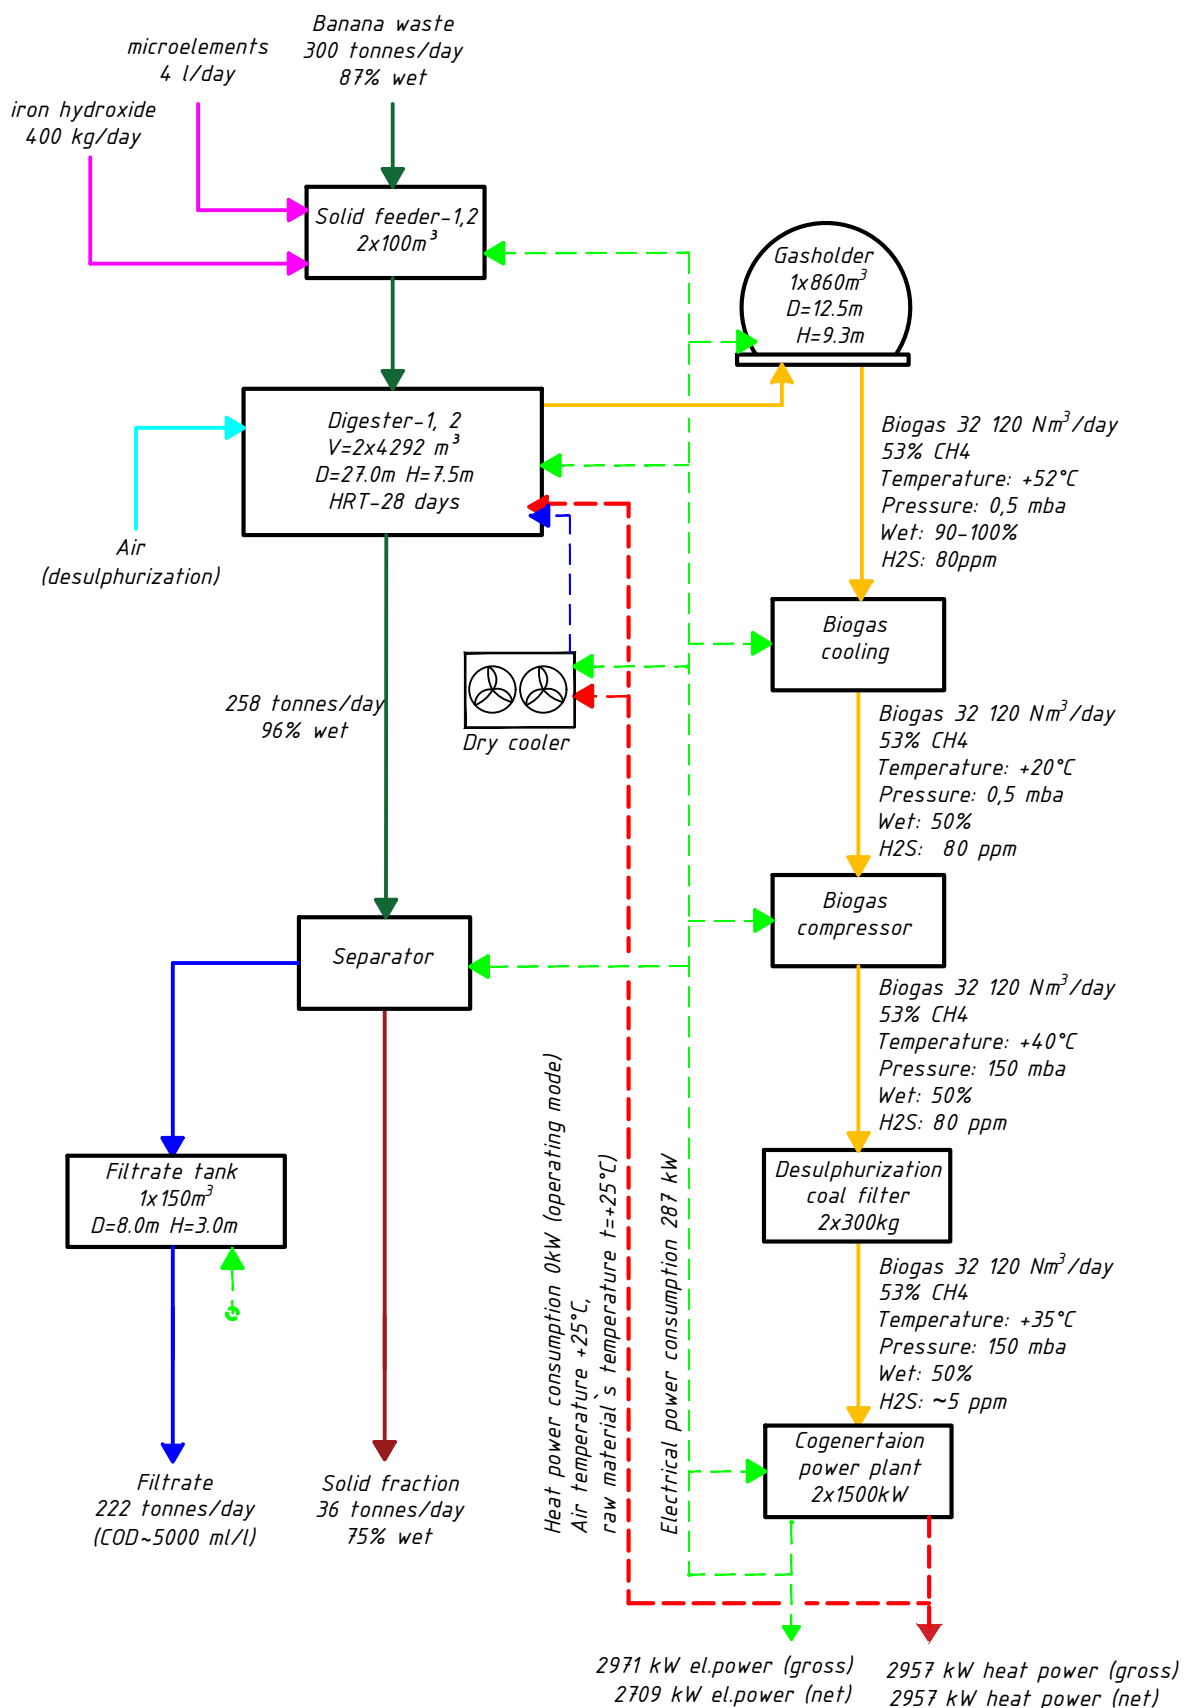 Banana waste
300 tonnes/day
87% wet
microelements
4 l/day
iron hydroxide
400 kg/day
Solid feeder-1,2
2x100m³
Gasholder
1x860m³
D=12.5m
H=9.3m
Digester-1, 2
V=2x4292 m³
D=27.0m H=7.5m
HRT-28 days
Air
(desulphurization)
Biogas 32 120 Nm³/day
53% CH4
Temperature: +52°C
Pressure: 0,5 mba
Wet: 90-100%
H2S: 80ppm
Biogas
cooling
258 tonnes/day
96% wet
Dry cooler
Biogas 32 120 Nm³/day
53% CH4
Temperature: +20°C
Pressure: 0,5 mba
Wet: 50%
H2S: 80 ppm
Biogas
compressor
Separator
Biogas 32 120 Nm³/day
53% CH4
Temperature: +40°C
Pressure: 150 mba
Wet: 50%
H2S: 80 ppm
Heat power consumption 0kW (operating mode)
Air temperature +25°C,
raw material`s temperature t=+25°C)
Electrical power consumption 287 kW
Filtrate tank
1x150m³
D=8.0m H=3.0m
Desulphurization
coal filter
2x300kg
Biogas 32 120 Nm³/day
53% CH4
Temperature: +35°C
Pressure: 150 mba
Wet: 50%
H2S: ~5 ppm
Cogenertaion
power plant
2x1500kW
Filtrate
222 tonnes/day
(COD~5000 ml/l)
Solid fraction
36 tonnes/day
75% wet
2971 kW el.power (gross)
2709 kW el.power (net)
2957 kW heat power (gross)
2957 kW heat power (net)